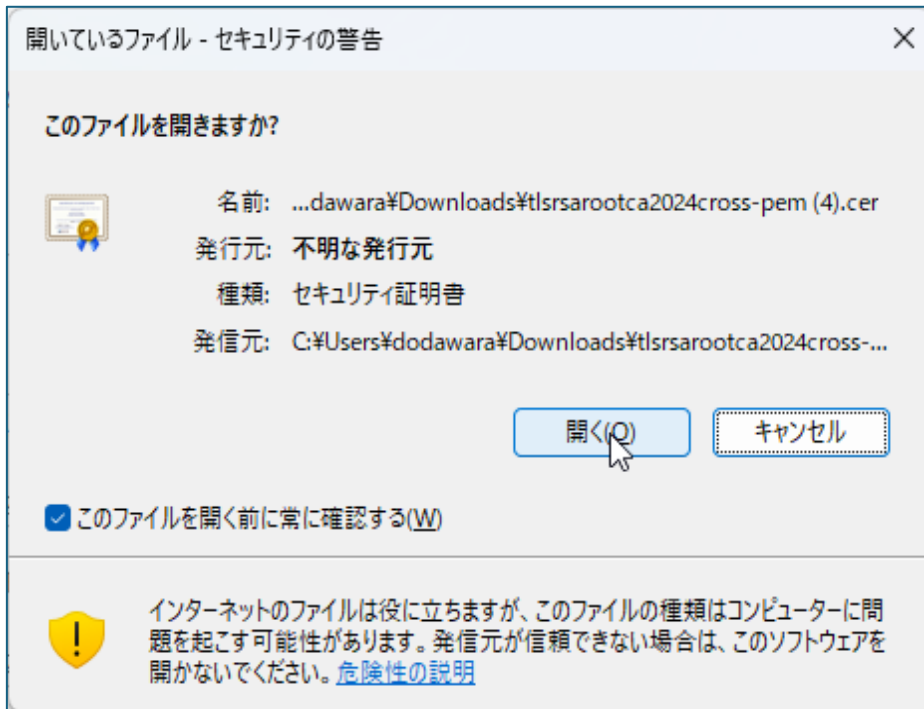 開いているファイル - セキュリティの警告
このファイルを開きますか?
名前: ...dawara¥Downloads¥tlsrsarootca2024cross-pem (4).cer
発行元: 不明な発行元
種類: セキュリティ証明書
発信元: C:¥Users¥dodawara¥Downloads¥tlsrsarootca2024cross-...
開く(O) キャンセル
このファイルを開く前に常に確認する(W)
インターネットのファイルは役に立ちますが、このファイルの種類はコンピューターに問
題を起こす可能性があります。発信元が信頼できない場合は、このソフトウェアを
開かないでください。危険性の説明